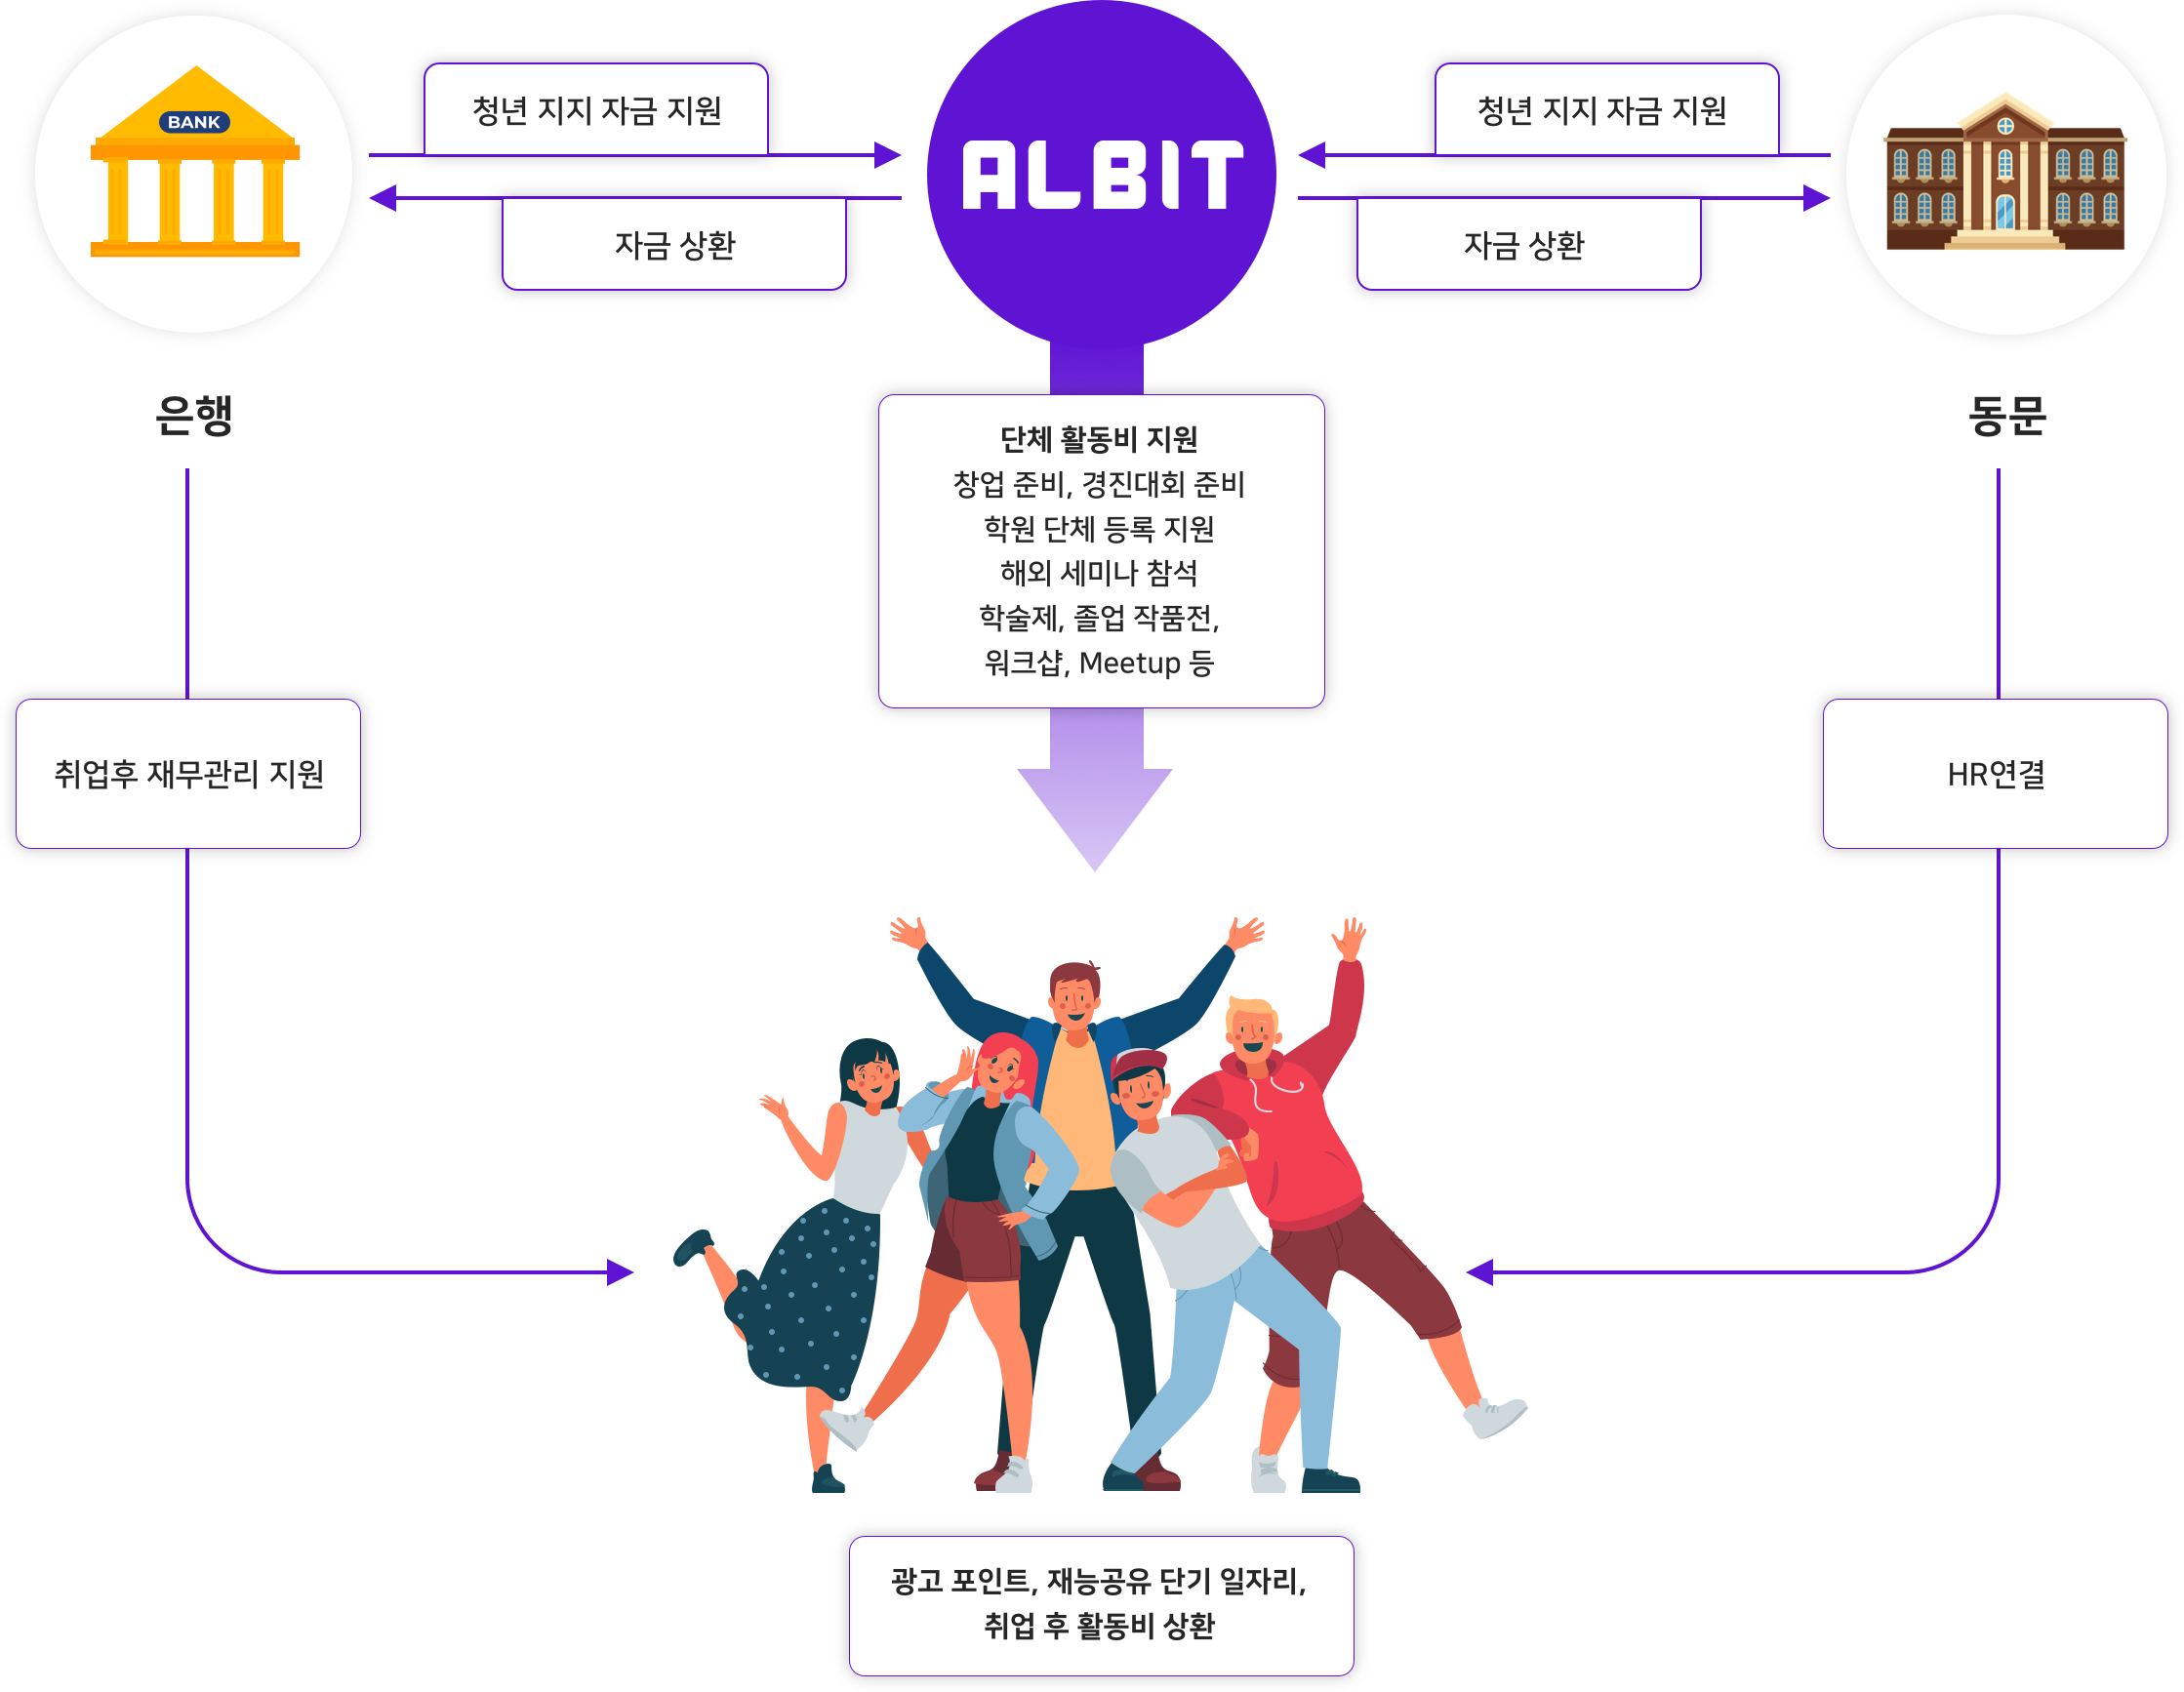 BANK
청년 지지 자금 지원
ALBIT
청년 지지 자금 지원
자금 상환
자금 상환
은행
동문
단체 활동비 지원
창업 준비, 경진대회 준비
학원 단체 등록 지원
해외 세미나 참석
학술제, 졸업 작품전,
워크샵, Meetup 등
취업후 재무관리 지원
HR연결
광고 포인트, 재능공유 단기 일자리,
취업 후 활동비 상환